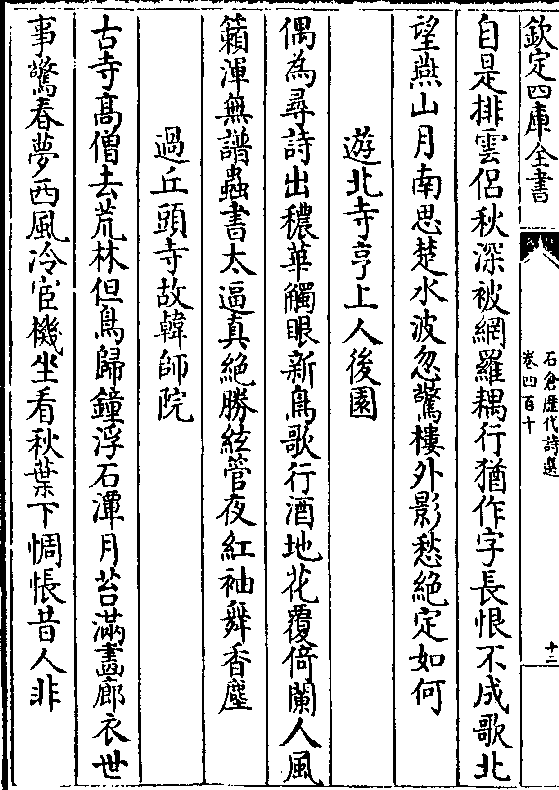 欽定四庫全書
石倉歷代詩選
卷四百十
十三
自是排雲侶秋深被網羅耦行猶作字長恨不成歌北
望燕山月南思楚水波忽驚樓外影愁絕定如何
遊北寺亨上人後園
偶為尋詩出穠華觸眼新鳥歌行酒地花覆倚闌人風
籟渾無譜蟲書太逼真絶勝絃管夜紅袖舞香塵
過丘頭寺故韓師院
古寺髙僧去荒林但鳥歸鐘浮石潭月苔滿畵廊衣世
事驚春夢西風冷宦機坐看秋葉下惆悵昔人非